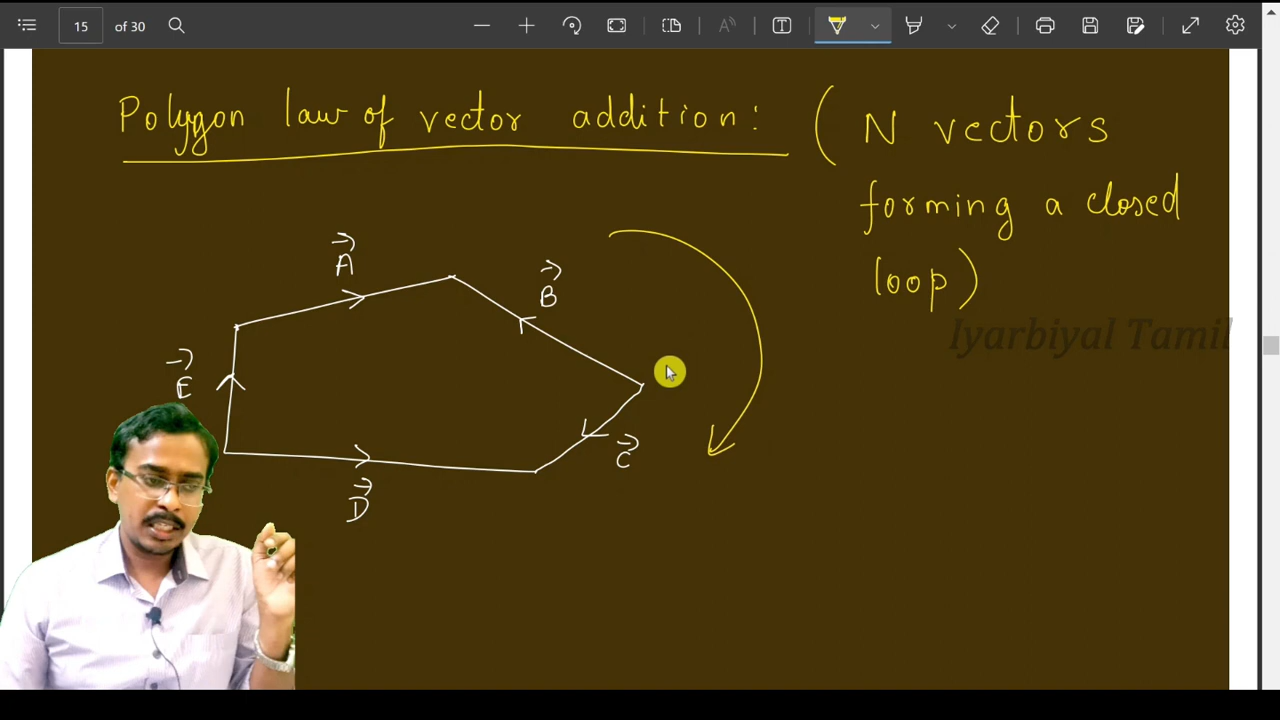 15 of 30
Polygon law of vector addition: ( N vectors
forming a closed
loop)
Iyarbiyal Tamil
A
B
E
C
D